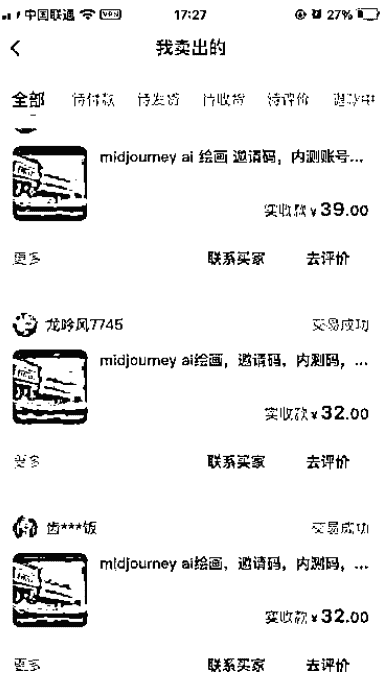 中国联通 VPN 17:27 27%
我卖出的
全部 待付款 待发货 待收货 待评价 退款中
midjourney ai 绘画 邀请码，内测账号...
实收款 ¥39.00
更多 联系买家 去评价
龙吟风7745 交易成功
midjourney ai绘画，邀请码，内测码，...
实收款 ¥32.00
更多 联系买家 去评价
齿***饭 交易成功
midjourney ai绘画，邀请码，内测码，...
实收款 ¥32.00
更多 联系买家 去评价